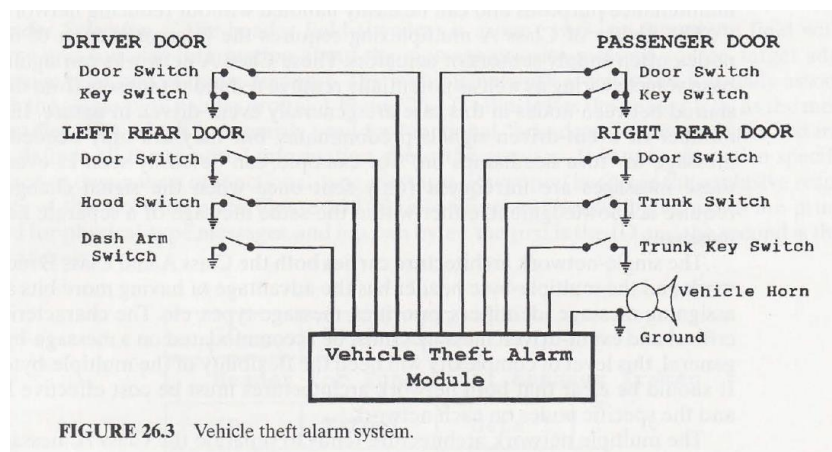 DRIVER DOOR
Door Switch
Key Switch
LEFT REAR DOOR
Door Switch
Hood Switch
Dash Arm
Switch
PASSENGER DOOR
Door Switch
Key Switch
RIGHT REAR DOOR
Door Switch
Trunk Switch
Trunk Key Switch
Vehicle Horn
Ground
Vehicle Theft Alarm
Module
FIGURE 26.3 Vehicle theft alarm system.